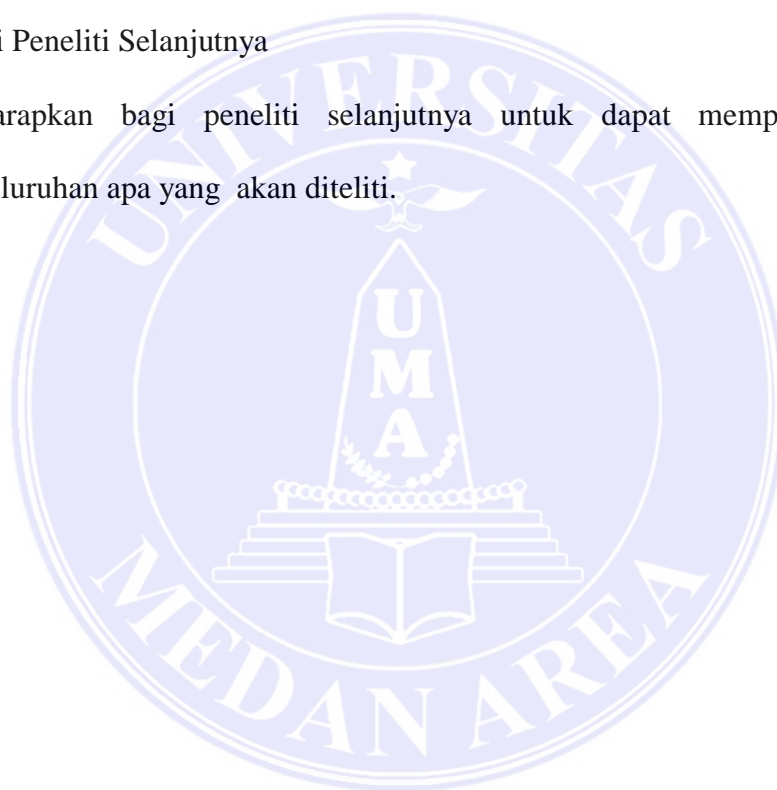 i Peneliti Selanjutnya
arapkan bagi peneliti selanjutnya untuk dapat memp
luruhan apa yang akan diteliti.
UNIVERSITAS
U
M
A
MEDAN AREA